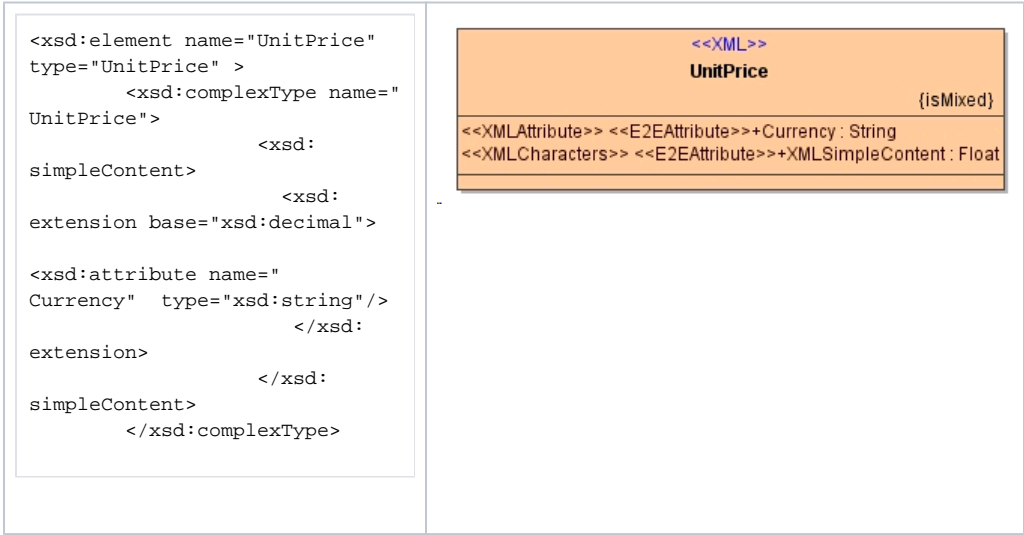 <xsd:element name="UnitPrice"
type="UnitPrice" >
<xsd:complexType name="
UnitPrice">
<xsd:
simpleContent>
<xsd:
extension base="xsd:decimal">
<xsd:attribute name="
Currency"  type="xsd:string"/>
</xsd:
extension>
</xsd:
simpleContent>
</xsd:complexType>
<<XML>>
UnitPrice
{isMixed}
<<XMLAttribute>> <<E2EAttribute>>+Currency : String
<<XMLCharacters>> <<E2EAttribute>>+XMLSimpleContent : Float